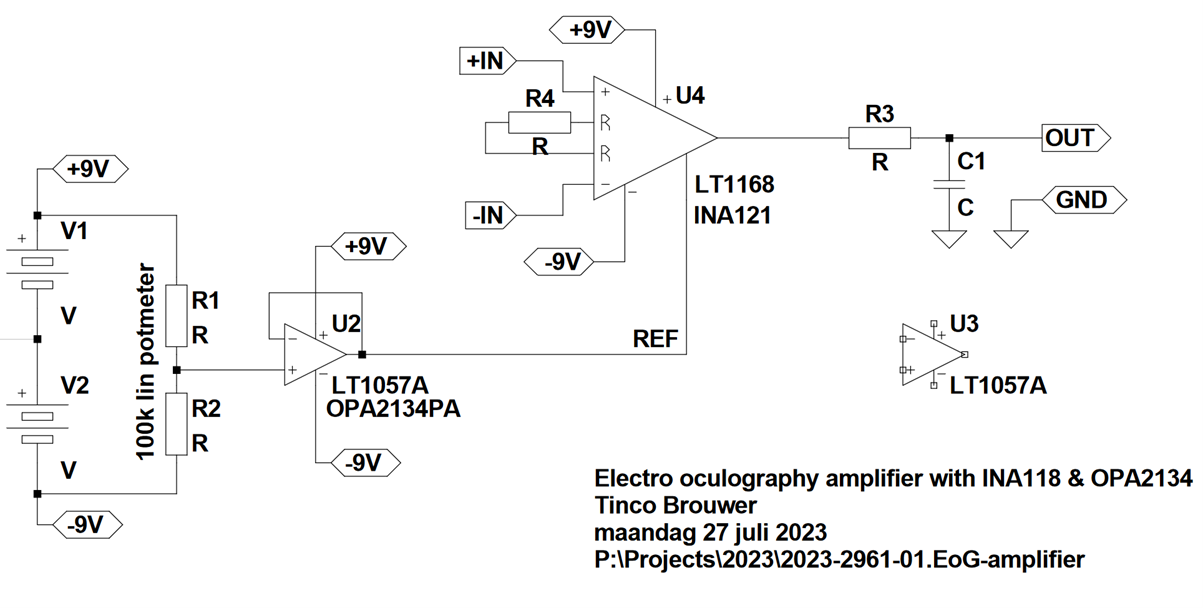 +9V
+IN
+ U4
R4
+
R
R
R
-
-
-IN
-9V
LT1168
INA121
R3
R
OUT
C1
C
GND
+9V
+ V1
V
+ V2
V
-9V
100k lin potmeter
R1
R
R2
R
+9V
U2
- +
+ -
LT1057A
OPA2134PA
-9V
REF
U3
- +
+ -
LT1057A
Electro oculography amplifier with INA118 & OPA2134
Tinco Brouwer
maandag 27 juli 2023
P:\Projects\2023\2023-2961-01.EoG-amplifier